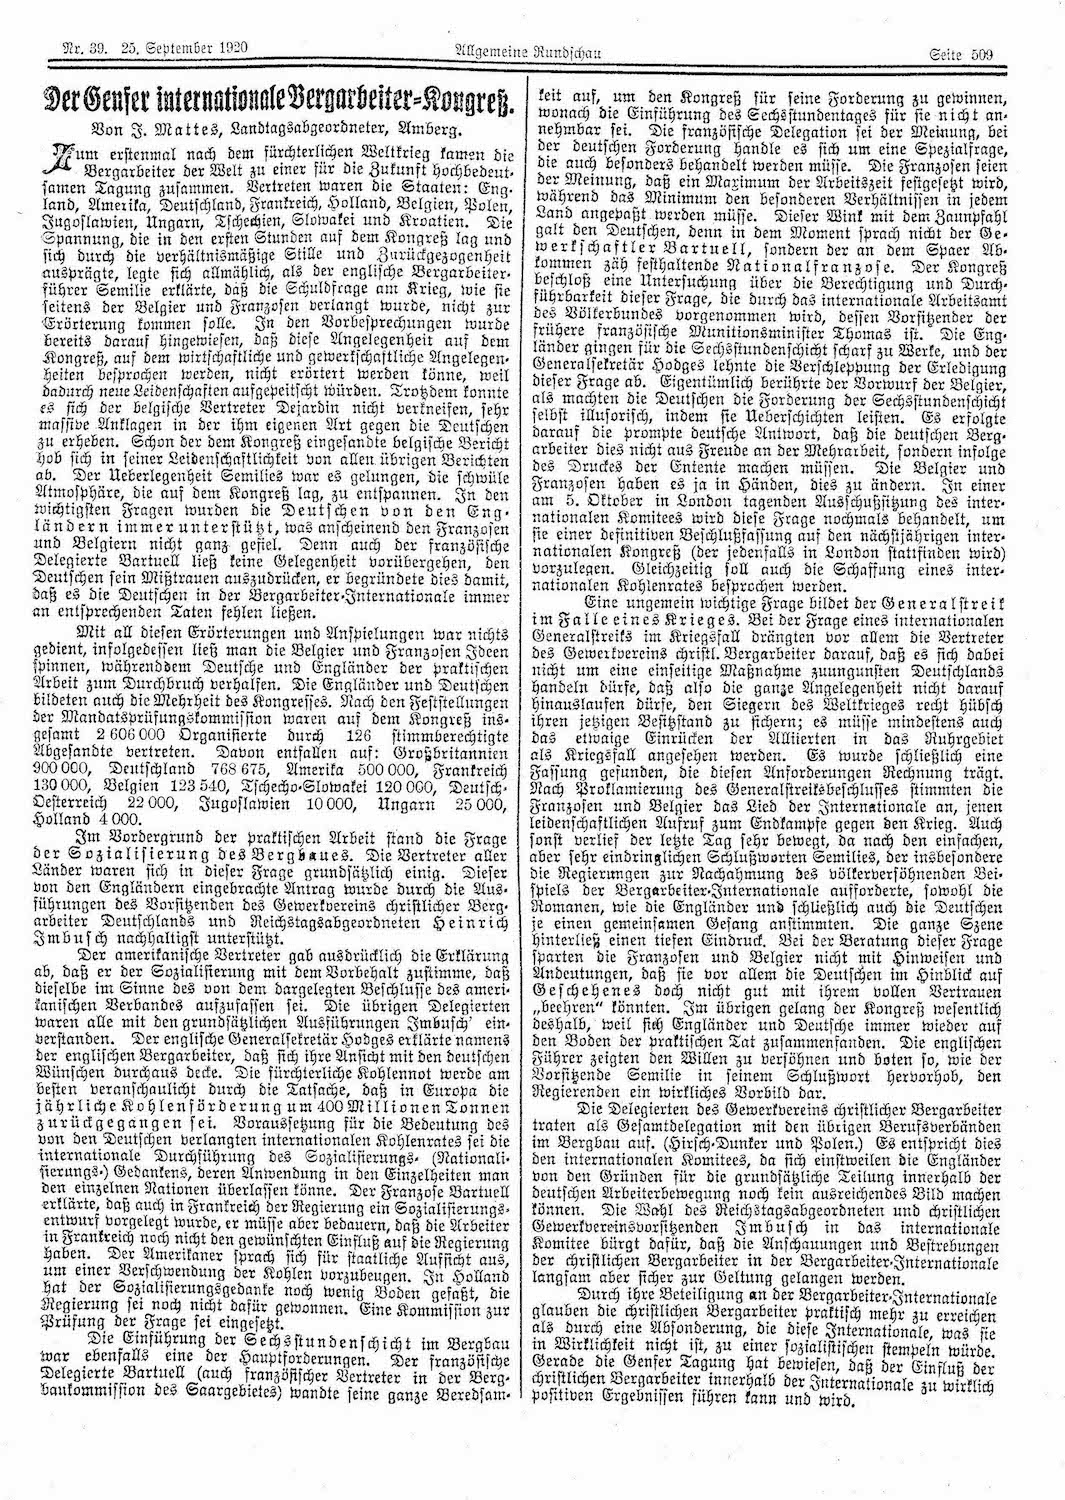 Nr. 39. 25. September 1920
Allgemeine Rundschau
Seite 509
Der Genfer internationale Bergarbeiter-Kongreß.
Von J. Mattes, Landtagsabgeordneter, Amberg.
Zum erstenmal nach dem fürchterlichen Weltkrieg kamen die
Bergarbeiter der Welt zu einer für die Zukunft hochbedeut-
samen Tagung zusammen. Vertreten waren die Staaten: Eng-
land, Amerika, Deutschland, Frankreich, Holland, Belgien, Polen,
Jugoslawien, Ungarn, Tschechien, Slowakei und Kroatien. Die
Spannung, die in den ersten Stunden auf dem Kongreß lag und
sich durch die verhältnismäßige Stille und Zurückgezogenheit
ausprägte, legte sich allmählich, als der englische Bergarbeiter-
führer Semilie erklärte, daß die Schuldfrage am Krieg, wie sie
seitens der Belgier und Franzosen verlangt wurde, nicht zur
Erörterung kommen solle. In den Vorbesprechungen wurde
bereits darauf hingewiesen, daß diese Angelegenheit auf dem
Kongreß, auf dem wirtschaftliche und gewerkschaftliche Angelegen-
heiten besprochen werden, nicht erörtert werden könne, weil
dadurch neue Leidenschaften aufgepeitscht würden. Trotzdem konnte
es sich der belgische Vertreter Dejardin nicht verkneisen, sehr
massive Anklagen in der ihm eigenen Art gegen die Deutschen
zu erheben. Schon der dem Kongreß eingesandte belgische Bericht
hob sich in seiner Leidenschaftlichkeit von allen übrigen Berichten
ab. Der Ueberlegenheit Semilies war es gelungen, die schwüle
Atmosphäre, die auf dem Kongreß lag, zu entspannen. In den
wichtigsten Fragen wurden die Deutschen von den Eng-
ländern immer unterstützt, was anscheinend den Franzosen
und Belgiern nicht ganz gefiel. Denn auch der französische
Delegierte Bartuell ließ keine Gelegenheit vorübergehen, den
Deutschen sein Mißtrauen auszudrücken, er begründete dies damit,
daß es die Deutschen in der Bergarbeiter-Internationale immer
an entsprechenden Taten fehlen ließen.
Mit all diesen Erörterungen und Anspielungen war nichts
gedient, infolgedessen ließ man die Belgier und Franzosen Ideen
spinnen, währenddem Deutsche und Engländer der praktischen
Arbeit zum Durchbruch verhalfen. Die Engländer und Deutschen
bildeten auch die Mehrheit des Kongresses. Nach den Feststellungen
der Mandatsprüfungskommission waren auf dem Kongreß ins-
gesamt 2 606 000 Organisierte durch 126 stimmberechtigte
Abgesandte vertreten. Davon entfallen auf: Großbritannien
900 000, Deutschland 768 675, Amerika 500 000, Frankreich
130 000, Belgien 123 540, Tschecho-Slowakei 120 000, Deutsch-
Oesterreich 22 000, Jugoslawien 10 000, Ungarn 25 000,
Holland 4 000.
Im Vordergrund der praktischen Arbeit stand die Frage
der Sozialisierung des Bergbaues. Die Vertreter aller
Länder waren sich in dieser Frage grundsätzlich einig. Dieser
von den Engländern eingebrachte Antrag wurde durch die Aus-
führungen des Vorsitzenden des Gewerkvereins christlicher Berg-
arbeiter Deutschlands und Reichstagsabgeordneten Heinrich
Imbusch nachhaltigst unterstützt.
Der amerikanische Vertreter gab ausdrücklich die Erklärung
ab, daß er der Sozialisierung mit dem Vorbehalt zustimme, daß
dieselbe im Sinne des von dem dargelegten Beschlusse des ameri-
kanischen Verbandes aufzufassen sei. Die übrigen Delegierten
waren alle mit den grundsätzlichen Ausführungen Imbusch' ein-
verstanden. Der englische Generalsekretär Hodges erklärte namens
der englischen Bergarbeiter, daß sich ihre Ansicht mit den deutschen
Wünschen durchaus decke. Die fürchterliche Kohlennot werde am
besten veranschaulicht durch die Tatsache, daß in Europa die
jährliche Kohlenförderung um 400 Millionen Tonnen
zurückgegangen sei. Voraussetzung für die Bedeutung des
von den Deutschen verlangten internationalen Kohlenrates sei die
internationale Durchführung des Sozialisierungs- (Nationali-
sierungs-) Gedankens, deren Anwendung in den Einzelheiten man
den einzelnen Nationen überlassen könne. Der Franzose Bartuell
erklärte, daß auch in Frankreich der Regierung ein Sozialisierungs-
entwurf vorgelegt wurde, er müsse aber bedauern, daß die Arbeiter
in Frankreich noch nicht den gewünschten Einfluß auf die Regierung
haben. Der Amerikaner sprach sich für staatliche Aufsicht aus,
um einer Verschwendung der Kohlen vorzubeugen. In Holland
hat der Sozialisierungsgedanke noch wenig Boden gefaßt, die
Regierung sei noch nicht dafür gewonnen. Eine Kommission zur
Prüfung der Frage sei eingesetzt.
Die Einführung der Sechsstundenschicht im Bergbau
war ebenfalls eine der Hauptforderungen. Der französische
Delegierte Bartuell (auch französischer Vertreter in der Berg-
baukommission des Saargebietes) wandte seine ganze Beredsam-
keit auf, um den Kongreß für seine Forderung zu gewinnen,
wonach die Einführung des Sechsstundentages für sie nicht an-
nehmbar sei. Die französische Delegation sei der Meinung, bei
der deutschen Forderung handle es sich um eine Spezialfrage,
die auch besonders behandelt werden müsse. Die Franzosen seien
der Meinung, daß ein Maximum der Arbeitszeit festgesetzt wird,
während das Minimum den besonderen Verhältnissen in jedem
Land angepaßt werden müsse. Dieser Wink mit dem Zaunpfahl
galt den Deutschen, denn in dem Moment sprach nicht der Ge-
werkschaftler Bartuell, sondern der an dem Spaer Ab-
kommen zäh festhaltende Nationalfranzose. Der Kongreß
beschloß eine Untersuchung über die Berechtigung und Durch-
führbarkeit dieser Frage, die durch das internationale Arbeitsamt
des Völkerbundes vorgenommen wird, dessen Vorsitzender der
frühere französische Munitionsminister Thomas ist. Die Eng-
länder gingen für die Sechsstundenschicht scharf zu Werke, und der
Generalsekretär Hodges lehnte die Verschleppung der Erledigung
dieser Frage ab. Eigentümlich berührte der Vorwurf der Belgier,
als machten die Deutschen die Forderung der Sechsstundenschicht
selbst illusorisch, indem sie Ueberschichten leisten. Es erfolgte
darauf die prompte deutsche Antwort, daß die deutschen Berg-
arbeiter dies nicht aus Freude an der Mehrarbeit, sondern infolge
des Druckes der Entente machen müssen. Die Belgier und
Franzosen haben es ja in Händen, dies zu ändern. In einer
am 5. Oktober in London tagenden Ausschußsitzung des inter-
nationalen Komitees wird diese Frage nochmals behandelt, um
sie einer definitiven Beschlußfassung auf den nächstjährigen inter-
nationalen Kongreß (der jedenfalls in London stattfinden wird)
vorzulegen. Gleichzeitig soll auch die Schaffung eines inter-
nationalen Kohlenrates besprochen werden.
Eine ungemein wichtige Frage bildet der Generalstreik
im Falle eines Krieges. Bei der Frage eines internationalen
Generalstreiks im Kriegsfall drängten vor allem die Vertreter
des Gewerkvereins christl. Bergarbeiter darauf, daß es sich dabei
nicht um eine einseitige Maßnahme zuungunsten Deutschlands
handeln dürfe, daß also die ganze Angelegenheit nicht darauf
hinauslaufen dürfe, den Siegern des Weltkrieges recht hübsch
ihren jetzigen Besitzstand zu sichern; es müsse mindestens auch
das etwaige Einrücken der Alliierten in das Ruhrgebiet
als Kriegsfall angesehen werden. Es wurde schließlich eine
Fassung gefunden, die diesen Anforderungen Rechnung trägt.
Nach Proklamierung des Generalstreiksbeschlusses stimmten die
Franzosen und Belgier das Lied der Internationale an, jenen
leidenschaftlichen Aufruf zum Endkampfe gegen den Krieg. Auch
sonst verlief der letzte Tag sehr bewegt, da nach den einfachen,
aber sehr eindringlichen Schlußworten Semilies, der insbesondere
die Regierungen zur Nachahmung des völkerversöhnenden Bei-
spiels der Bergarbeiter-Internationale aufforderte, sowohl die
Romanen, wie die Engländer und schließlich auch die Deutschen
je einen gemeinsamen Gesang anstimmten. Die ganze Szene
hinterließ einen tiefen Eindruck. Bei der Beratung dieser Frage
sparten die Franzosen und Belgier nicht mit Hinweisen und
Andeutungen, daß sie vor allem die Deutschen im Hinblick auf
Geschehenes doch nicht gut mit ihrem vollen Vertrauen
„beehren" könnten. Im übrigen gelang der Kongreß wesentlich
deshalb, weil sich Engländer und Deutsche immer wieder auf
den Boden der praktischen Tat zusammenfanden. Die englischen
Führer zeigten den Willen zu versöhnen und boten so, wie der
Vorsitzende Semilie in seinem Schlußwort hervorhob, den
Regierenden ein wirkliches Vorbild dar.
Die Delegierten des Gewerkvereins christlicher Bergarbeiter
traten als Gesamtdelegation mit den übrigen Berufsverbänden
im Bergbau auf. (Hirsch-Dunker und Polen.) Es entspricht dies
den internationalen Komitees, da sich einstweilen die Engländer
von den Gründen für die grundsätzliche Teilung innerhalb der
deutschen Arbeiterbewegung noch kein ausreichendes Bild machen
können. Die Wahl des Reichstagsabgeordneten und christlichen
Gewerkvereinsvorsitzenden Imbusch in das internationale
Komitee bürgt dafür, daß die Anschauungen und Bestrebungen
der christlichen Bergarbeiter in der Bergarbeiter-Internationale
langsam aber sicher zur Geltung gelangen werden.
Durch ihre Beteiligung an der Bergarbeiter-Internationale
glauben die christlichen Bergarbeiter praktisch mehr zu erreichen
als durch eine Absonderung, die diese Internationale, was sie
in Wirklichkeit nicht ist, zu einer sozialistischen stempeln würde.
Gerade die Genfer Tagung hat bewiesen, daß der Einfluß der
christlichen Bergarbeiter innerhalb der Internationale zu wirklich
positiven Ergebnissen führen kann und wird.